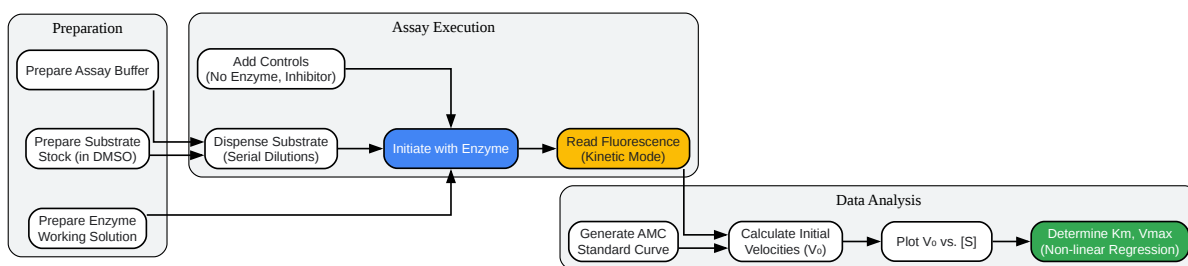 Preparation
Prepare Assay Buffer
Prepare Substrate
Stock (in DMSO)
Prepare Enzyme
Working Solution
Assay Execution
Add Controls
(No Enzyme, Inhibitor)
Dispense Substrate
(Serial Dilutions)
Initiate with Enzyme
Read Fluorescence
(Kinetic Mode)
Data Analysis
Generate AMC
Standard Curve
Calculate Initial
Velocities (V₀)
Plot V₀ vs. [S]
Determine Km, Vmax
(Non-linear Regression)